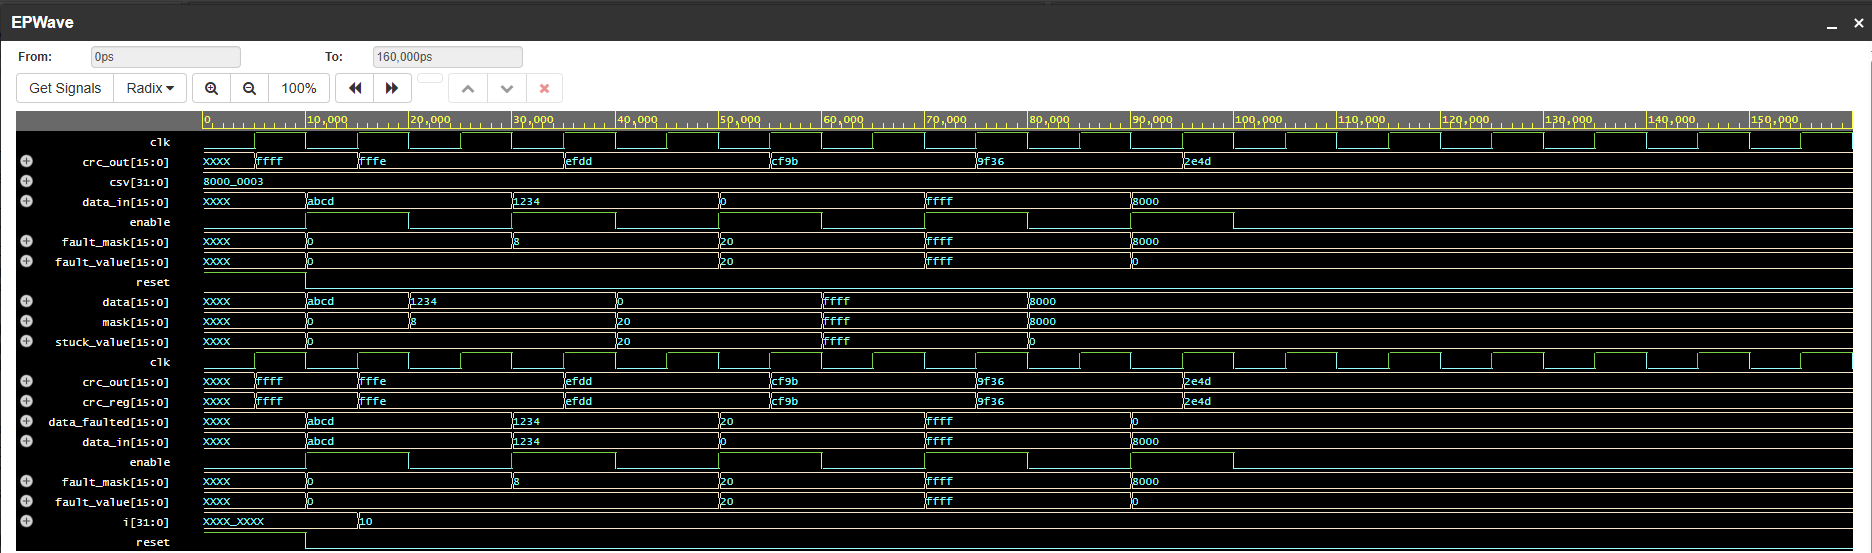 EPWave
From: 0ps To: 160,000ps
Get Signals Radix 100%
0 10,000 20,000 30,000 40,000 50,000 60,000 70,000 80,000 90,000 100,000 110,000 120,000 130,000 140,000 150,000
clk
crc_out[15:0] XXXX ffff fffe efdd cf9b 9f36 2e4d
csv[31:0] 8000_0003
data_in[15:0] XXXX abcd 1234 0 ffff 8000
enable
fault_mask[15:0] XXXX 0 8 20 ffff 8000
fault_value[15:0] XXXX 0 20 ffff 0
reset
data[15:0] XXXX abcd 1234 0 ffff 8000
mask[15:0] XXXX 0 8 20 ffff 8000
stuck_value[15:0] XXXX 0 20 ffff 0
clk
crc_out[15:0] XXXX ffff fffe efdd cf9b 9f36 2e4d
crc_reg[15:0] XXXX ffff fffe efdd cf9b 9f36 2e4d
data_faulted[15:0] XXXX abcd 1234 20 ffff 0
data_in[15:0] XXXX abcd 1234 0 ffff 8000
enable
fault_mask[15:0] XXXX 0 8 20 ffff 8000
fault_value[15:0] XXXX 0 20 ffff 0
i[31:0] XXXX_XXXX 10
reset